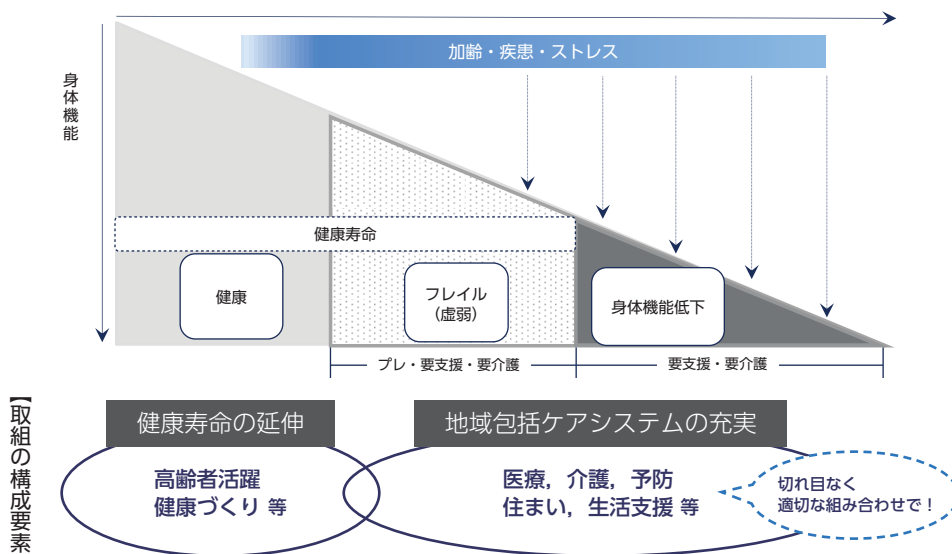 加齢・疾患・ストレス
身体機能
健康寿命
健康
フレイル
（虚弱）
身体機能低下
プレ・要支援・要介護
要支援・要介護
【取組の構成要素
健康寿命の延伸
地域包括ケアシステムの充実
高齢者活躍
健康づくり 等
医療，介護，予防
住まい，生活支援 等
切れ目なく
適切な組み合わせで！